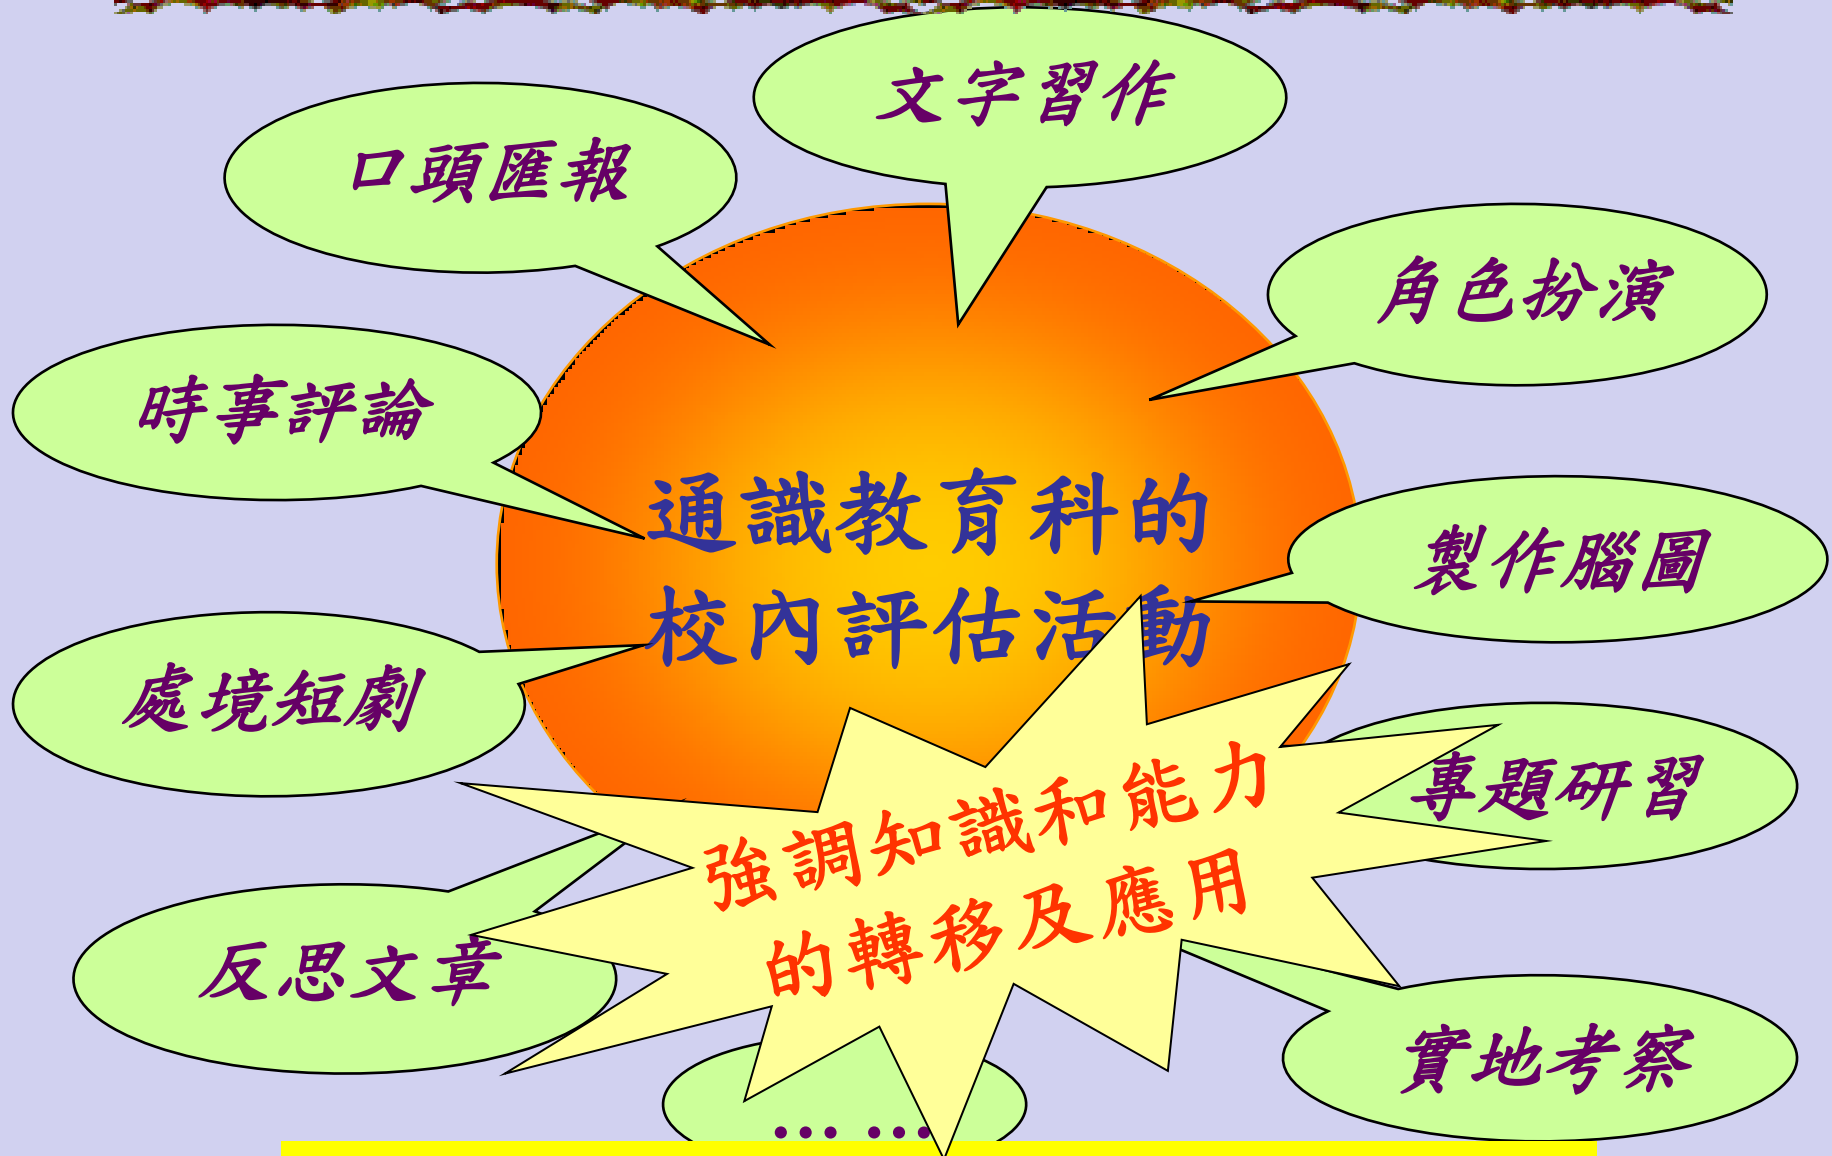 文字習作
口頭匯報
角色扮演
時事評論
通識教育科的
校內評估活動
製作腦圖
處境短劇
專題研習
強調知識和能力
的轉移及應用
反思文章
實地考察
… …